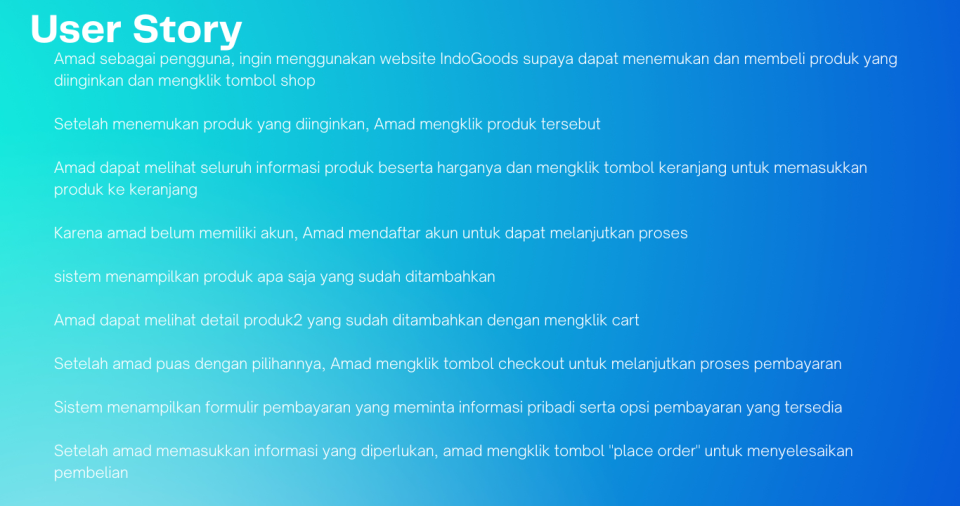 User Story
Amad sebagai pengguna, ingin menggunakan website IndoGoods supaya dapat menemukan dan membeli produk yang
diinginkan dan mengklik tombol shop
Setelah menemukan produk yang diinginkan, Amad mengklik produk tersebut
Amad dapat melihat seluruh informasi produk beserta harganya dan mengklik tombol keranjang untuk memasukkan
produk ke keranjang
Karena amad belum memiliki akun, Amad mendaftar akun untuk dapat melanjutkan proses
sistem menampilkan produk apa saja yang sudah ditambahkan
Amad dapat melihat detail produk2 yang sudah ditambahkan dengan mengklik cart
Setelah amad puas dengan pilihannya, Amad mengklik tombol checkout untuk melanjutkan proses pembayaran
Sistem menampilkan formulir pembayaran yang meminta informasi pribadi serta opsi pembayaran yang tersedia
Setelah amad memasukkan informasi yang diperlukan, amad mengklik tombol "place order" untuk menyelesaikan
pembelian